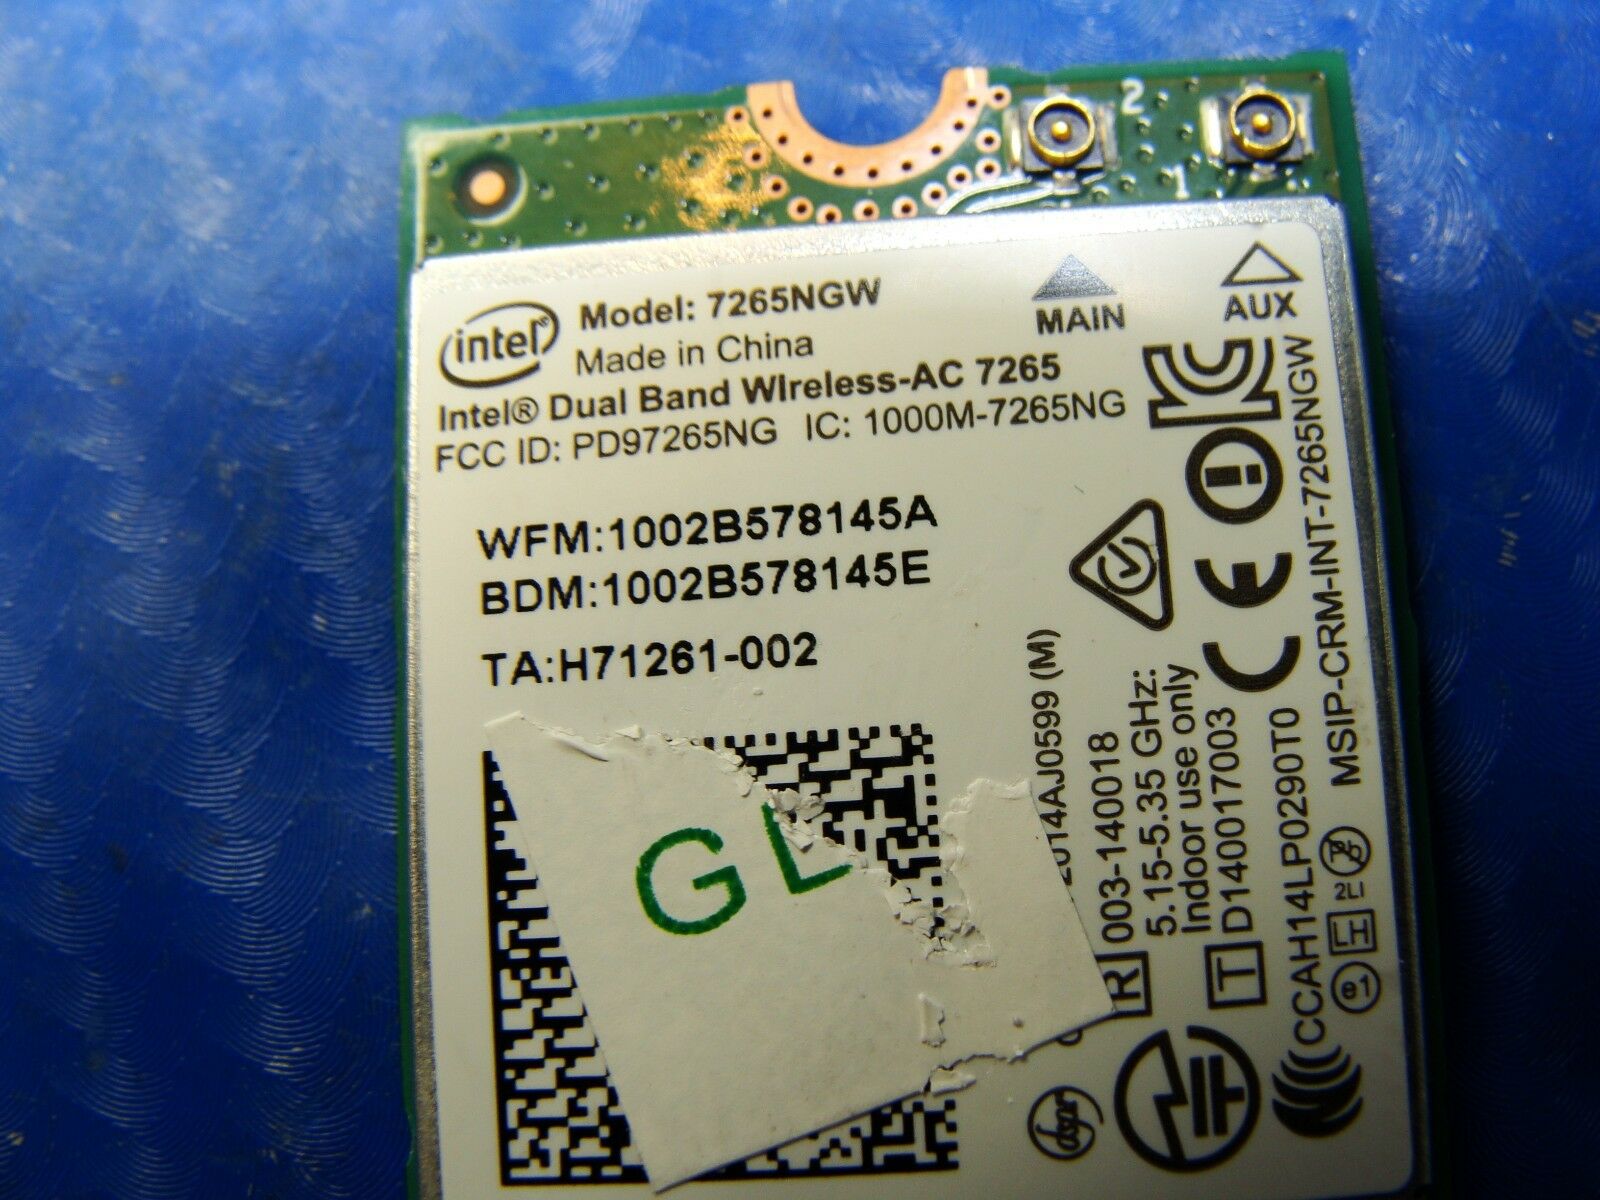 2
1
intel®
Model: 7265NGW
Made in China
Intel® Dual Band WIreless-AC 7265
FCC ID: PD97265NG IC: 1000M-7265NG
MAIN
AUX
WFM:1002B578145A
BDM:1002B578145E
TA:H71261-002
GL
2014AJ0599 (M)
R 003-140018
5.15-5.35 GHz:
Indoor use only
T D140017003
CCAH14LP0290T0
MSIP-CRM-INT-7265NGW
e1
CE